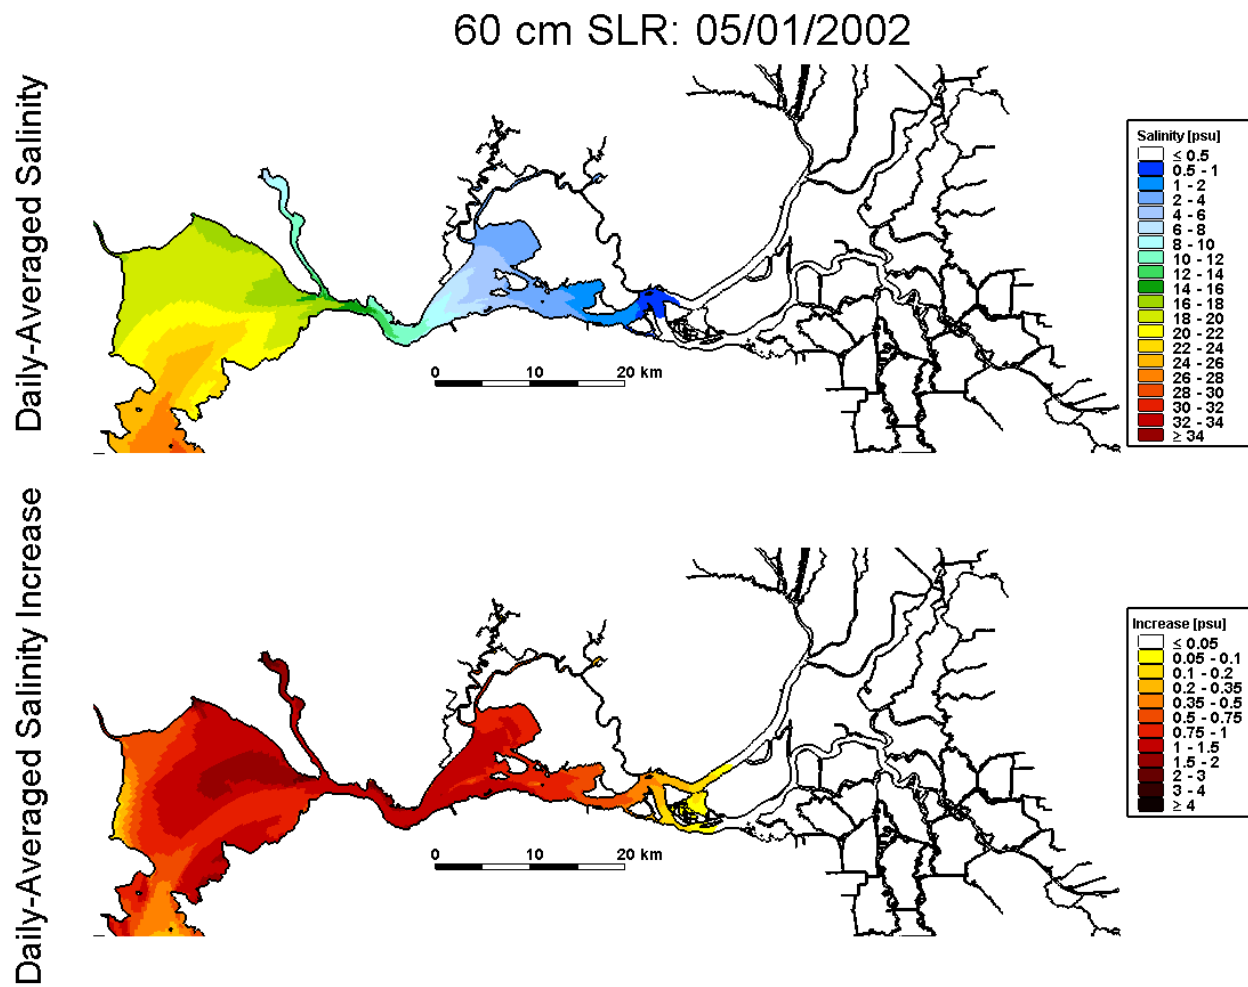 60 cm SLR: 05/01/2002
Daily-Averaged Salinity
Salinity [psu]
≤ 0.5
0.5 - 1
1 - 2
2 - 4
4 - 6
6 - 8
8 - 10
10 - 12
12 - 14
14 - 16
16 - 18
18 - 20
20 - 22
22 - 24
24 - 26
26 - 28
28 - 30
30 - 32
32 - 34
≥ 34
0 10 20 km
Daily-Averaged Salinity Increase
Increase [psu]
≤ 0.05
0.05 - 0.1
0.1 - 0.2
0.2 - 0.35
0.35 - 0.5
0.5 - 0.75
0.75 - 1
1 - 1.5
1.5 - 2
2 - 3
3 - 4
≥ 4
0 10 20 km